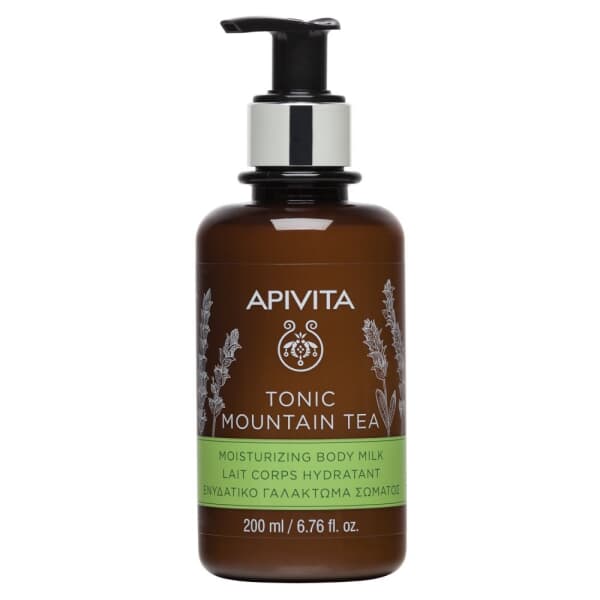 APIVITA
TONIC
MOUNTAIN TEA
MOISTURIZING BODY MILK
LAIT CORPS HYDRATANT
ΕΝΥΔΑΤΙΚΟ ΓΑΛΑΚΤΩΜΑ ΣΩΜΑΤΟΣ
200 ml / 6.76 fl. oz.